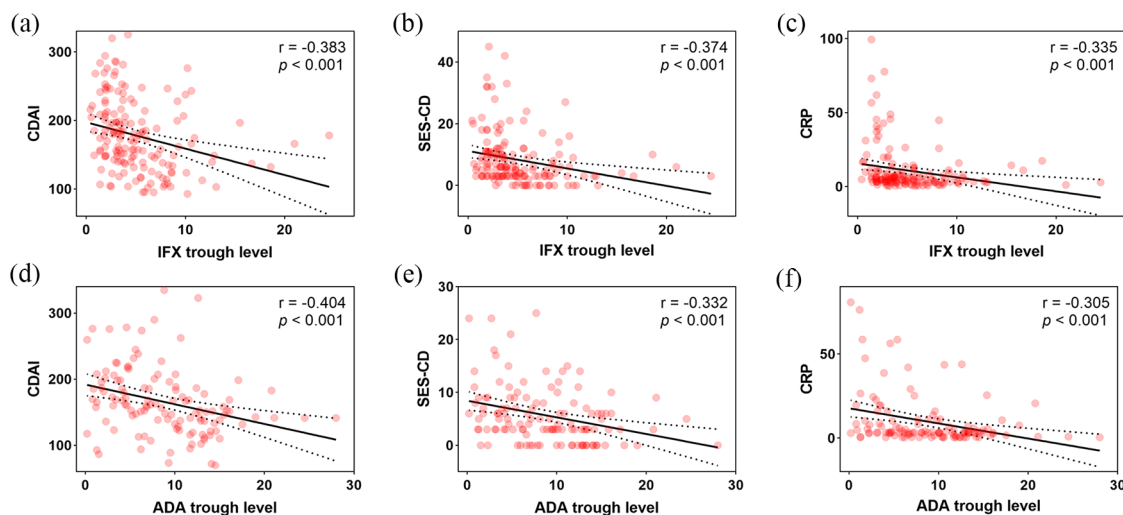 (a)
r = -0.383
p < 0.001
CDAI
300
200
100
0
10
20
IFX trough level
(b)
r = -0.374
p < 0.001
SES-CD
40
20
0
0
10
20
IFX trough level
(c)
r = -0.335
p < 0.001
CRP
100
50
0
0
10
20
IFX trough level
(d)
r = -0.404
p < 0.001
CDAI
300
200
100
0
10
20
30
ADA trough level
(e)
r = -0.332
p < 0.001
SES-CD
30
20
10
0
0
10
20
30
ADA trough level
(f)
r = -0.305
p < 0.001
CRP
50
0
0
10
20
30
ADA trough level